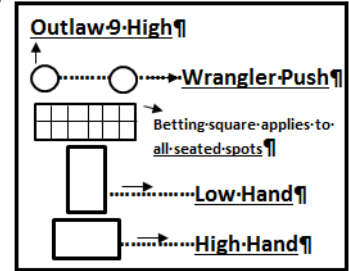 Outlaw·9·High¶
Wrangler·Push¶
Betting·square·applies·to·
all·seated·spots¶
Low·Hand¶
High·Hand¶